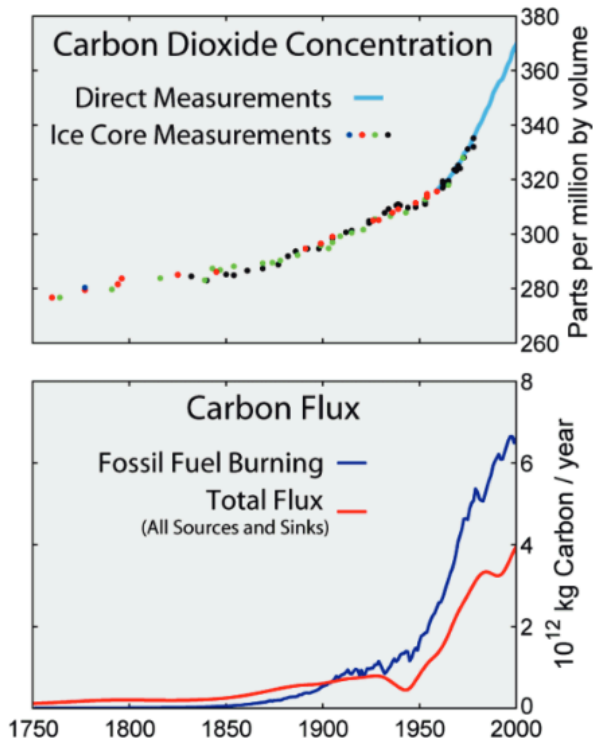 Carbon Dioxide Concentration
Direct Measurements
Ice Core Measurements
380
360
340
320
300
280
260
Parts per million by volume
Carbon Flux
Fossil Fuel Burning
Total Flux
(All Sources and Sinks)
8
6
4
2
0
10¹² kg Carbon / year
1750 1800 1850 1900 1950 2000